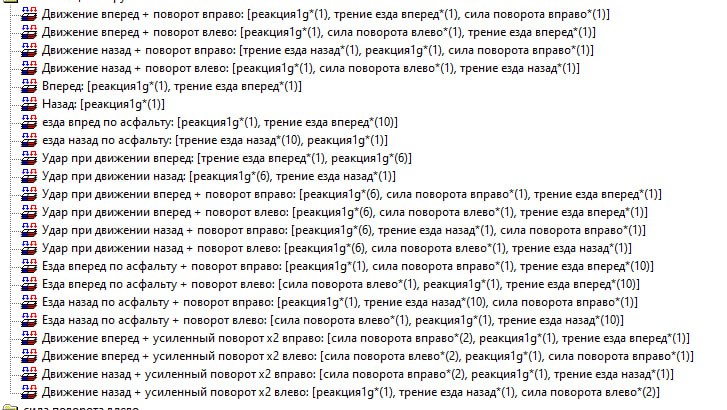 Движение вперед + поворот вправо: [реакция1g*(1), трение езда вперед*(1), сила поворота вправо*(1)]
Движение вперед + поворот влево: [реакция1g*(1), сила поворота влево*(1), трение езда вперед*(1)]
Движение назад + поворот вправо: [трение езда назад*(1), реакция1g*(1), сила поворота вправо*(1)]
Движение назад + поворот влево: [реакция1g*(1), сила поворота влево*(1), трение езда назад*(1)]
Вперед: [реакция1g*(1), трение езда вперед*(1)]
Назад: [реакция1g*(1)]
езда впред по асфальту: [реакция1g*(1), трение езда вперед*(10)]
езда назад по асфальту: [трение езда назад*(10), реакция1g*(1)]
Удар при движении вперед: [трение езда вперед*(1), реакция1g*(6)]
Удар при движении назад: [реакция1g*(6), трение езда назад*(1)]
Удар при движении вперед + поворот вправо: [реакция1g*(6), сила поворота вправо*(1), трение езда вперед*(1)]
Удар при движении вперед + поворот влево: [реакция1g*(6), сила поворота влево*(1), трение езда вперед*(1)]
Удар при движении назад + поворот вправо: [реакция1g*(6), трение езда назад*(1), сила поворота вправо*(1)]
Удар при движении назад + поворот влево: [реакция1g*(6), сила поворота влево*(1), трение езда назад*(1)]
Езда вперед по асфальту + поворот вправо: [реакция1g*(1), сила поворота вправо*(1), трение езда вперед*(10)]
Езда вперед по асфальту + поворот влево: [сила поворота влево*(1), реакция1g*(1), трение езда вперед*(10)]
Езда назад по асфальту + поворот вправо: [реакция1g*(1), трение езда назад*(10), сила поворота вправо*(1)]
Езда назад по асфальту + поворот влево: [сила поворота влево*(1), реакция1g*(1), трение езда назад*(10)]
Движение вперед + усиленный поворот x2 вправо: [сила поворота вправо*(2), реакция1g*(1), трение езда вперед*(1)]
Движение вперед + усиленный поворот x2 влево: [сила поворота влево*(2), реакция1g*(1), сила поворота вправо*(1)]
Движение назад + усиленный поворот x2 вправо: [сила поворота вправо*(2), реакция1g*(1), трение езда назад*(1)]
Движение назад + усиленный поворот x2 влево: [реакция1g*(1), трение езда назад*(1), сила поворота влево*(2)]
сила поворота влево